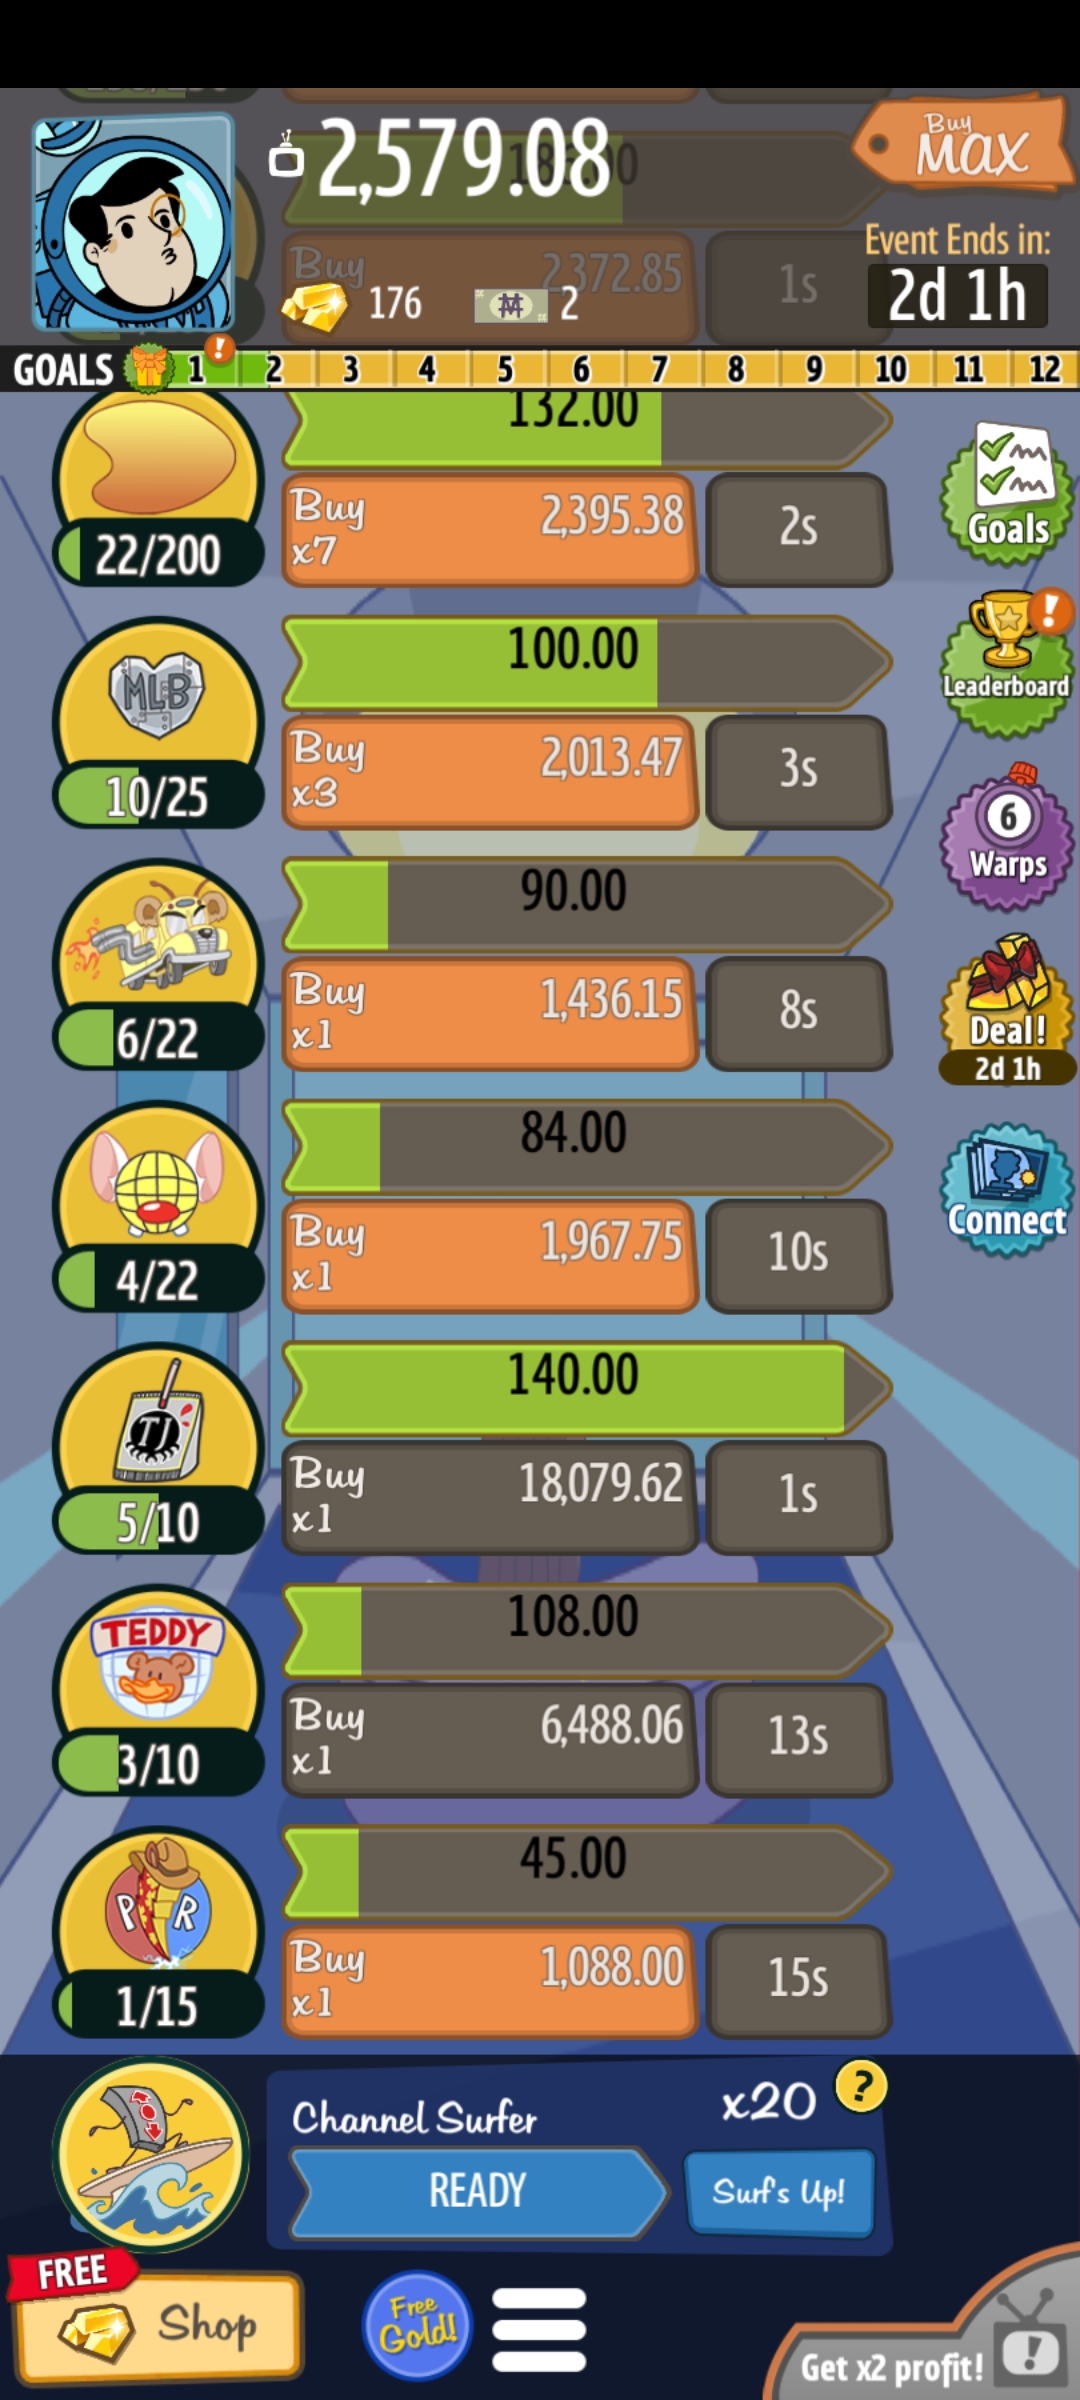 2,579.08
Buy
MAX
Event Ends in:
2d 1h
Buy
2372.85
1s
176
2
GOALS 1 ! 2 3 4 5 6 7 8 9 10 11 12
132.00
Buy
x7
2,395.38
2s
22/200
Goals
MLB
100.00
Buy
x3
2,013.47
3s
10/25
!
Leaderboard
90.00
Buy
x1
1,436.15
8s
6/22
6
Warps
Deal!
2d 1h
84.00
Buy
x1
1,967.75
10s
4/22
Connect
TJ
140.00
Buy
x1
18,079.62
1s
5/10
TEDDY
108.00
Buy
x1
6,488.06
13s
3/10
P R
45.00
Buy
x1
1,088.00
15s
1/15
Channel Surfer
x20
?
READY
Surf's Up!
FREE
Shop
Free
Gold!
Get x2 profit!
!